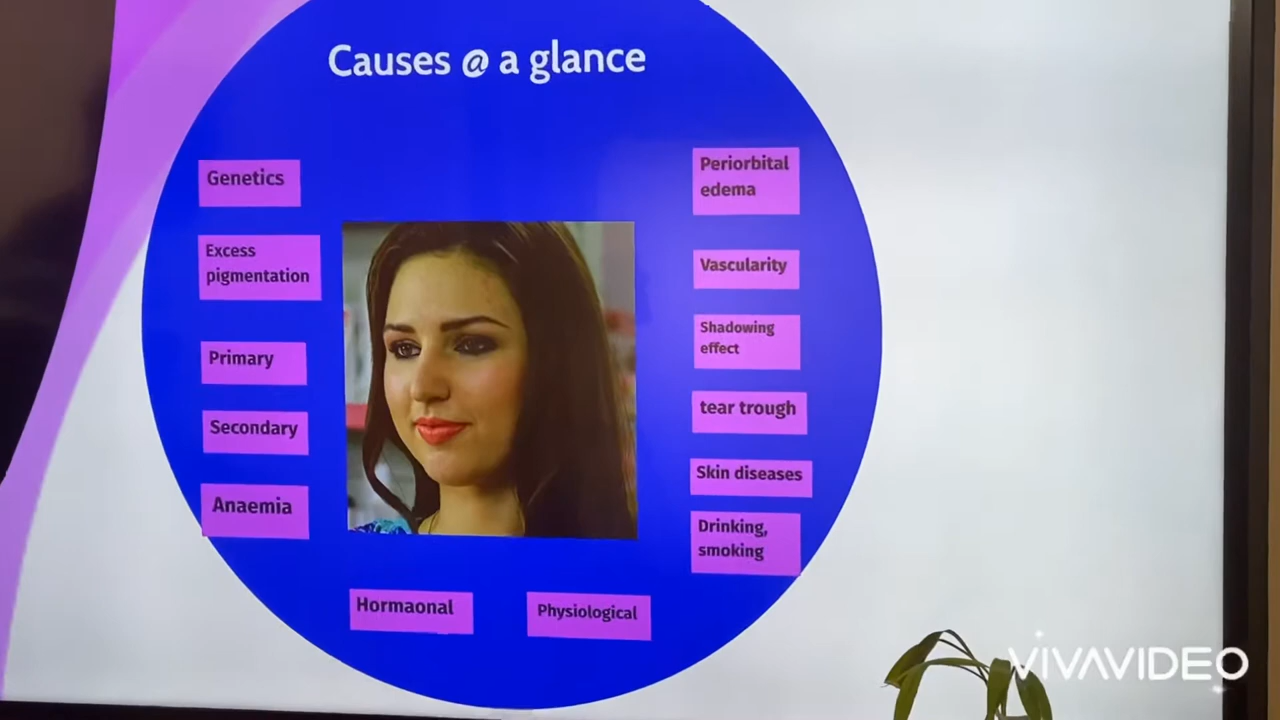 Causes @ a glance
Genetics
Excess
pigmentation
Primary
Secondary
Anaemia
Hormaonal
Physiological
Periorbital
edema
Vascularity
Shadowing
effect
tear trough
Skin diseases
Drinking,
smoking
VIVAVIDEO